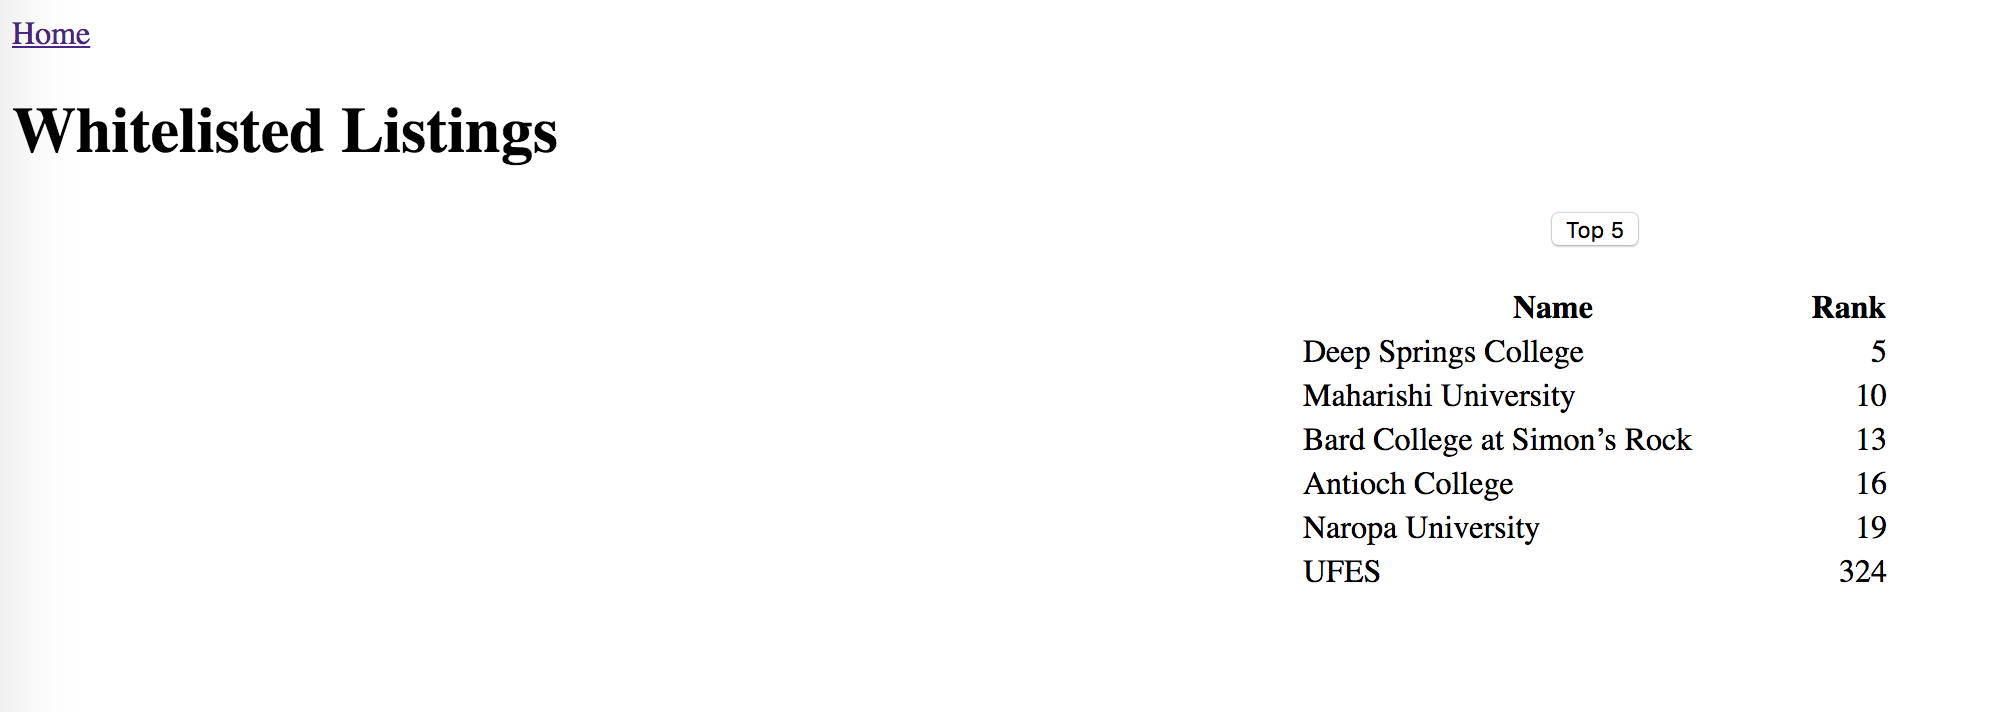 Home
Whitelisted Listings
Top 5
Name Rank
Deep Springs College 5
Maharishi University 10
Bard College at Simon’s Rock 13
Antioch College 16
Naropa University 19
UFES 324